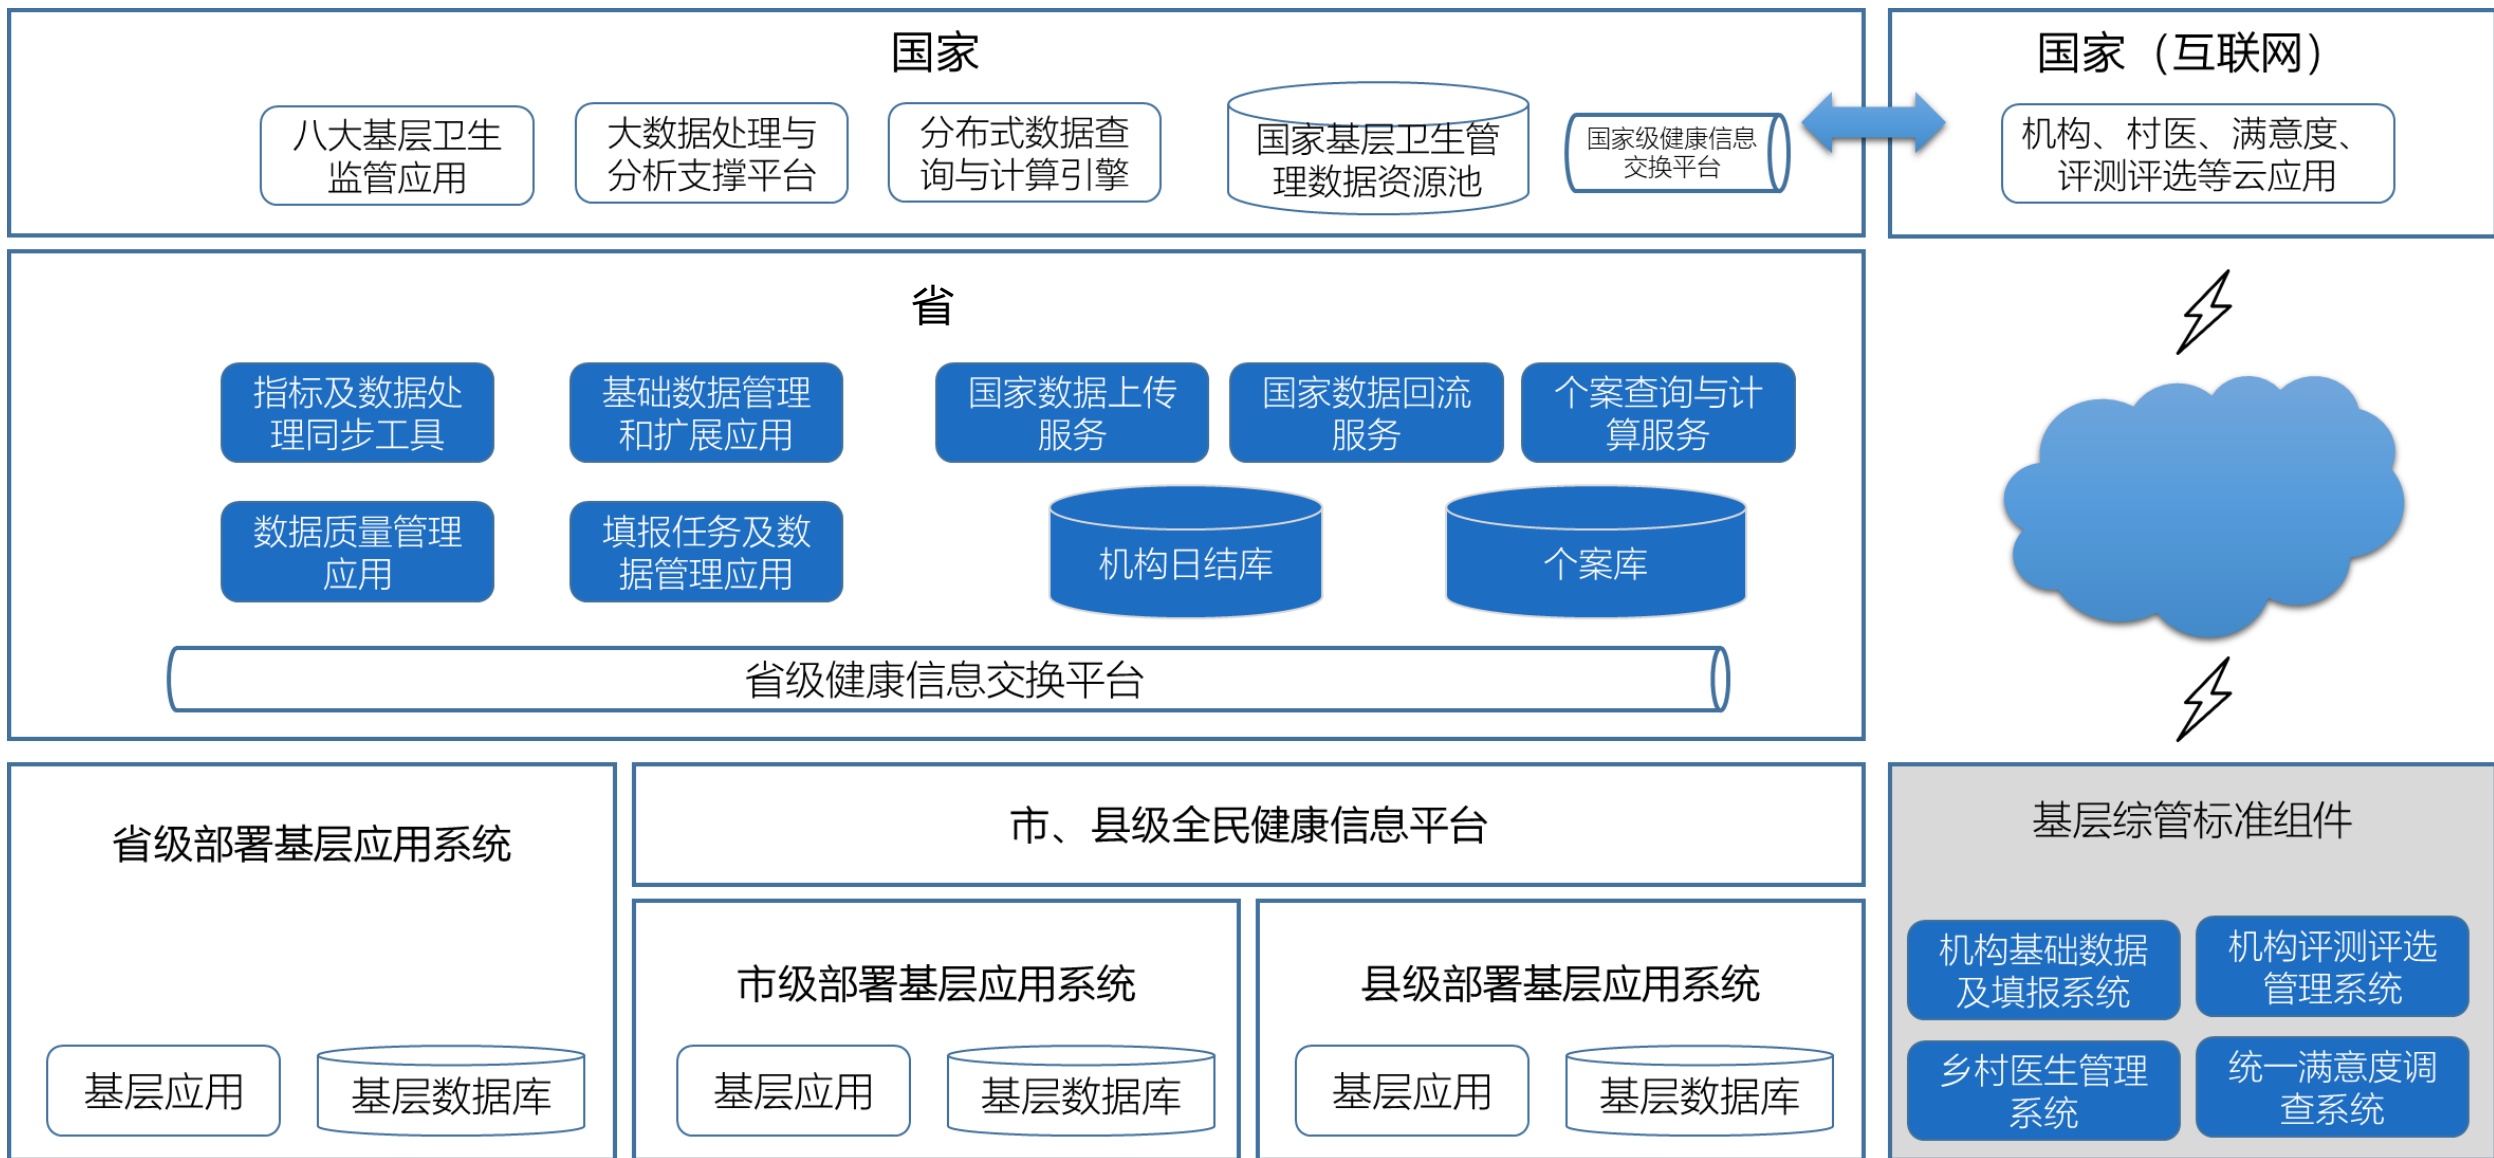 国家
八大基层卫生
监管应用
大数据处理与
分析支撑平台
分布式数据查
询与计算引擎
国家基层卫生管
理数据资源池
国家级健康信息
交换平台
国家（互联网）
机构、村医、满意度、
评测评选等云应用
省
指标及数据处
理同步工具
基础数据管理
和扩展应用
国家数据上传
服务
国家数据回流
服务
个案查询与计
算服务
数据质量管理
应用
填报任务及数
据管理应用
机构日结库
个案库
省级健康信息交换平台
省级部署基层应用系统
基层应用
基层数据库
市、县级全民健康信息平台
市级部署基层应用系统
基层应用
基层数据库
县级部署基层应用系统
基层应用
基层数据库
基层综管标准组件
机构基础数据
及填报系统
机构评测评选
管理系统
乡村医生管理
系统
统一满意度调
查系统